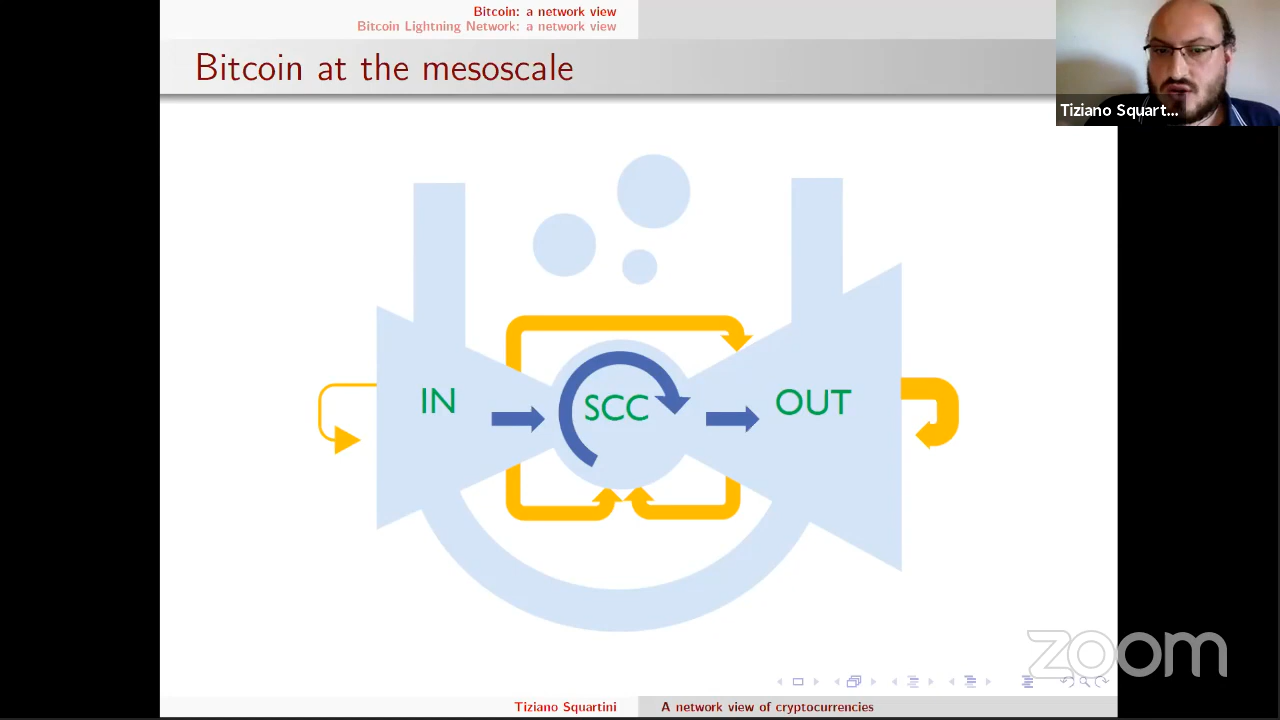 Bitcoin: a network view
Bitcoin Lightning Network: a network view
Bitcoin at the mesoscale
Tiziano Squart...
IN
SCC
OUT
zoom
Tiziano Squartini
A network view of cryptocurrencies